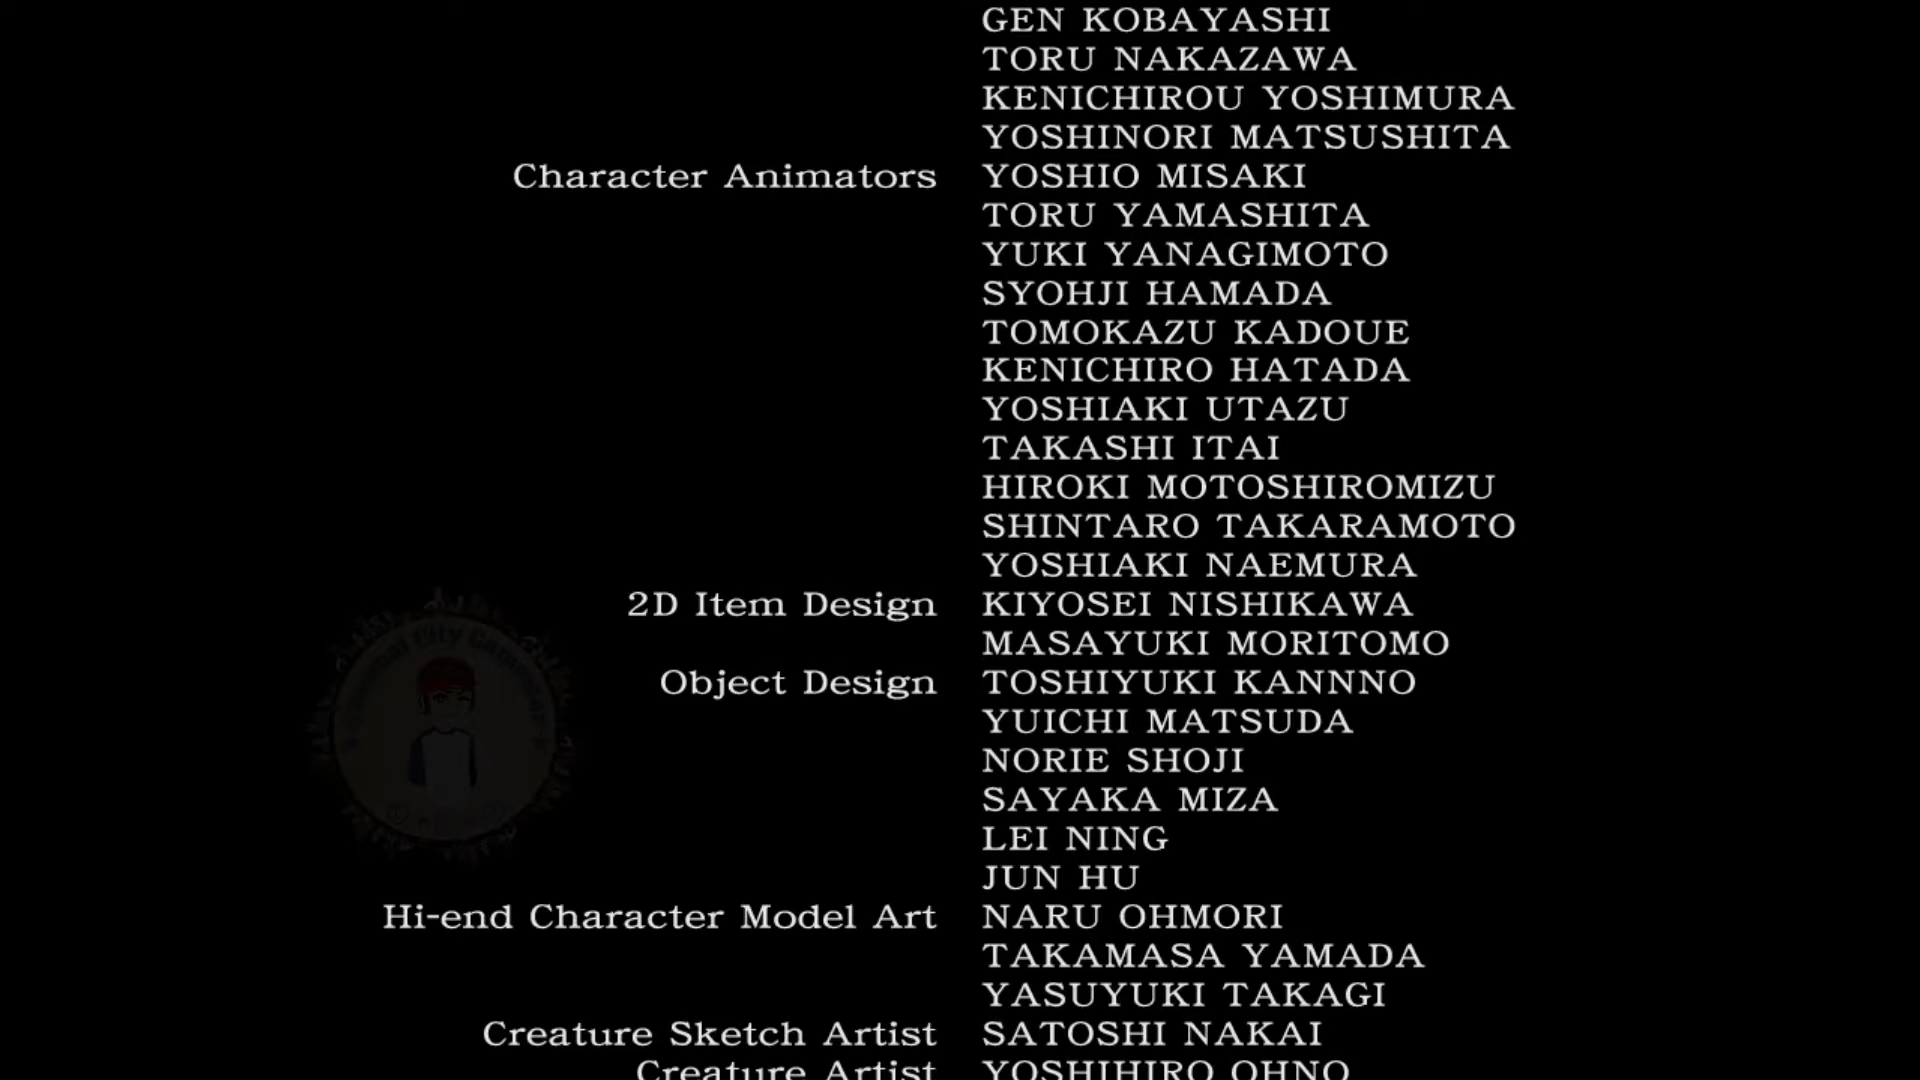 GEN KOBAYASHI
TORU NAKAZAWA
KENICHIROU YOSHIMURA
YOSHINORI MATSUSHITA
Character Animators YOSHIO MISAKI
TORU YAMASHITA
YUKI YANAGIMOTO
SYOHJI HAMADA
TOMOKAZU KADOUE
KENICHIRO HATADA
YOSHIAKI UTAZU
TAKASHI ITAI
HIROKI MOTOSHIROMIZU
SHINTARO TAKARAMOTO
YOSHIAKI NAEMURA
2D Item Design KIYOSEI NISHIKAWA
MASAYUKI MORITOMO
Object Design TOSHIYUKI KANNNO
YUICHI MATSUDA
NORIE SHOJI
SAYAKA MIZA
LEI NING
JUN HU
Hi-end Character Model Art NARU OHMORI
TAKAMASA YAMADA
YASUYUKI TAKAGI
Creature Sketch Artist SATOSHI NAKAI
Creature Artist YOSHIHIRO OHNO